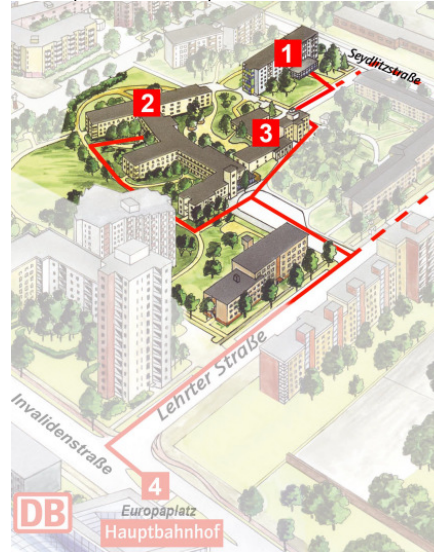 1
Seydlitzstraße
2
3
Lehrter Straße
Invalidenstraße
4
Europaplatz
DB
Hauptbahnhof